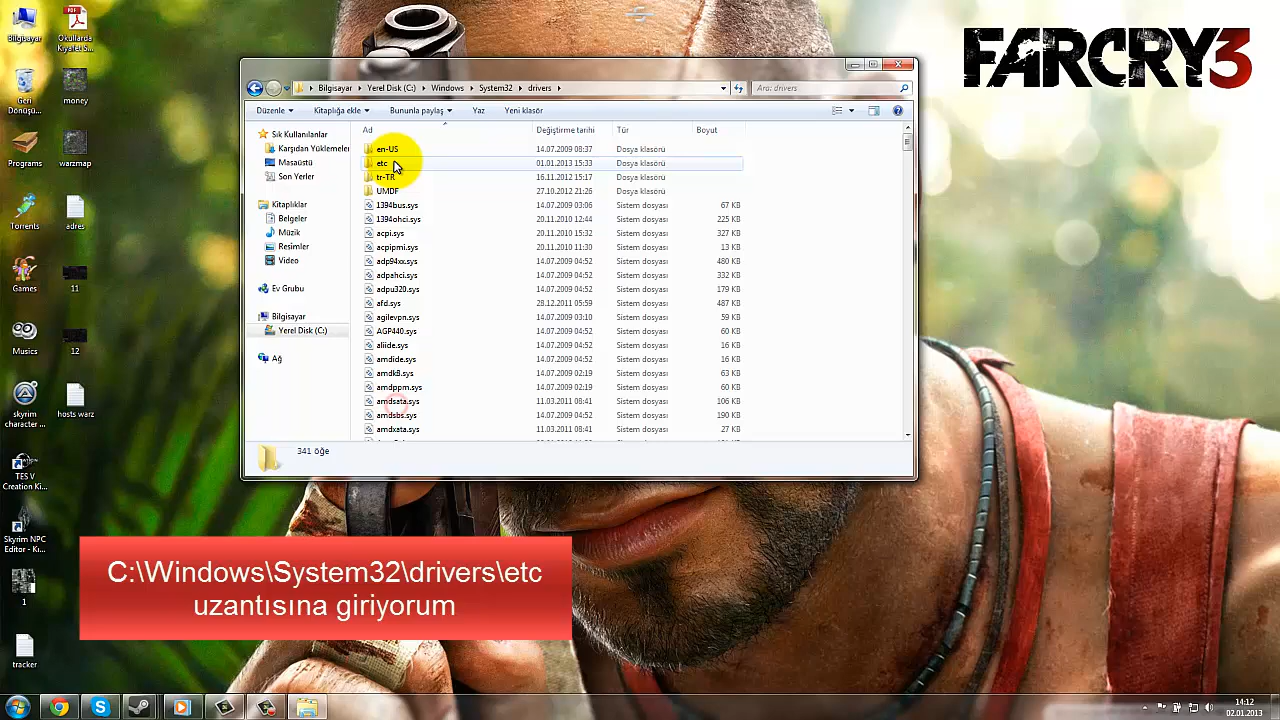 Bilgisayar
Okullarda
Kıyafet S...
Geri
Dönüşü...
money
Programs
warzmap
Torrents
adres
Games
11
Musics
12
skyrim
character ...
hosts warz
TES V
Creation Ki...
Skyrim NPC
Editor - Kı...
1
tracker
FARCRY3
Bilgisayar
Yerel Disk (C:)
Windows
System32
drivers
Ara: drivers
Düzenle
Kitaplığa ekle
Bununla paylaş
Yaz
Yeni klasör
Sık Kullanılanlar
Karşıdan Yüklemeler
Masaüstü
Son Yerler
Kitaplıklar
Belgeler
Müzik
Resimler
Video
Ev Grubu
Bilgisayar
Yerel Disk (C:)
Ağ
Ad Değiştirme tarihi Tür Boyut
en-US 14.07.2009 08:37 Dosya klasörü
etc 01.01.2013 15:33 Dosya klasörü
tr-TR 16.11.2012 15:17 Dosya klasörü
UMDF 27.10.2012 21:26 Dosya klasörü
1394bus.sys 14.07.2009 03:06 Sistem dosyası 67 KB
1394ohci.sys 20.11.2010 12:44 Sistem dosyası 225 KB
acpi.sys 20.11.2010 15:32 Sistem dosyası 327 KB
acpipmi.sys 20.11.2010 11:30 Sistem dosyası 13 KB
adp94xx.sys 14.07.2009 04:52 Sistem dosyası 480 KB
adpahci.sys 14.07.2009 04:52 Sistem dosyası 332 KB
adpu320.sys 14.07.2009 04:52 Sistem dosyası 179 KB
afd.sys 28.12.2011 05:59 Sistem dosyası 487 KB
agilevpn.sys 14.07.2009 03:10 Sistem dosyası 59 KB
AGP440.sys 14.07.2009 04:52 Sistem dosyası 60 KB
aliide.sys 14.07.2009 04:52 Sistem dosyası 16 KB
amdide.sys 14.07.2009 04:52 Sistem dosyası 16 KB
amdk8.sys 14.07.2009 02:19 Sistem dosyası 63 KB
amdppm.sys 14.07.2009 02:19 Sistem dosyası 60 KB
amdsata.sys 11.03.2011 08:41 Sistem dosyası 106 KB
amdsbs.sys 14.07.2009 04:52 Sistem dosyası 190 KB
amdxata.sys 11.03.2011 08:41 Sistem dosyası 27 KB
341 öğe
C:\Windows\System32\drivers\etc
uzantısına giriyorum
14:12
02.01.2013